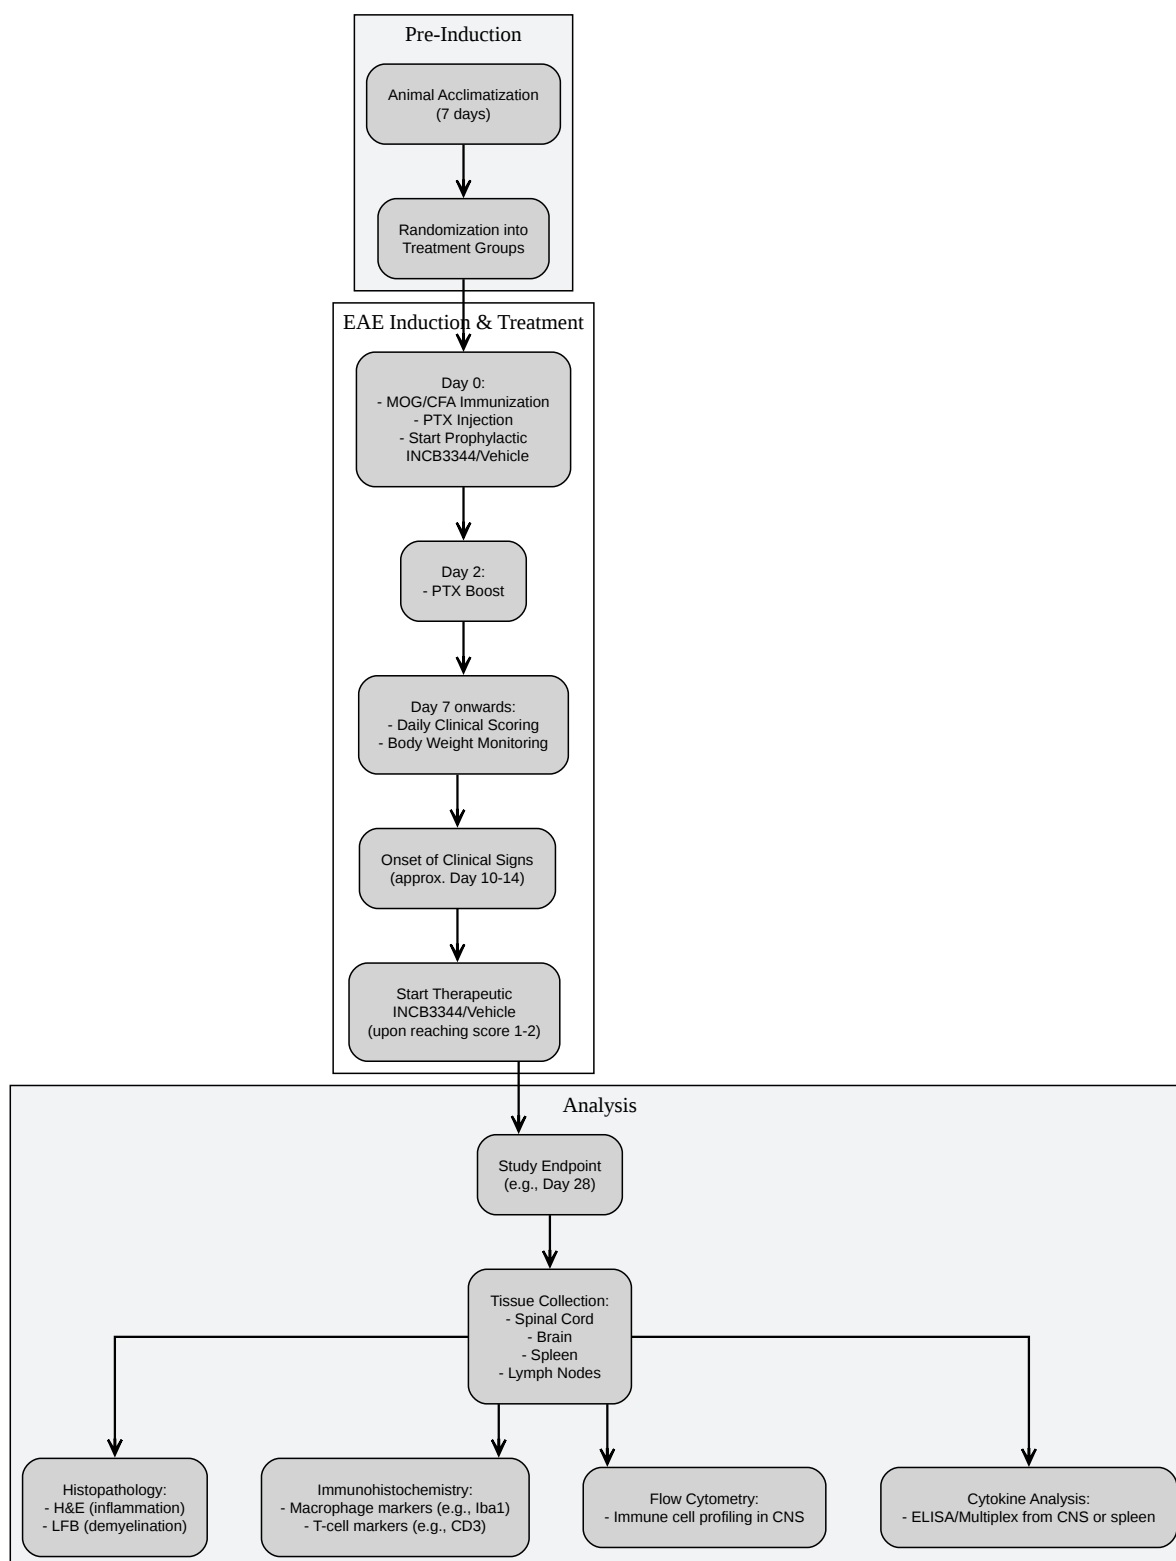 Pre-Induction
Animal Acclimatization
(7 days)
Randomization into
Treatment Groups
EAE Induction & Treatment
Day 0:
- MOG/CFA Immunization
- PTX Injection
- Start Prophylactic
INCB3344/Vehicle
Day 2:
- PTX Boost
Day 7 onwards:
- Daily Clinical Scoring
- Body Weight Monitoring
Onset of Clinical Signs
(approx. Day 10-14)
Start Therapeutic
INCB3344/Vehicle
(upon reaching score 1-2)
Analysis
Study Endpoint
(e.g., Day 28)
Tissue Collection:
- Spinal Cord
- Brain
- Spleen
- Lymph Nodes
Histopathology:
- H&E (inflammation)
- LFB (demyelination)
Immunohistochemistry:
- Macrophage markers (e.g., Iba1)
- T-cell markers (e.g., CD3)
Flow Cytometry:
- Immune cell profiling in CNS
Cytokine Analysis:
- ELISA/Multiplex from CNS or spleen